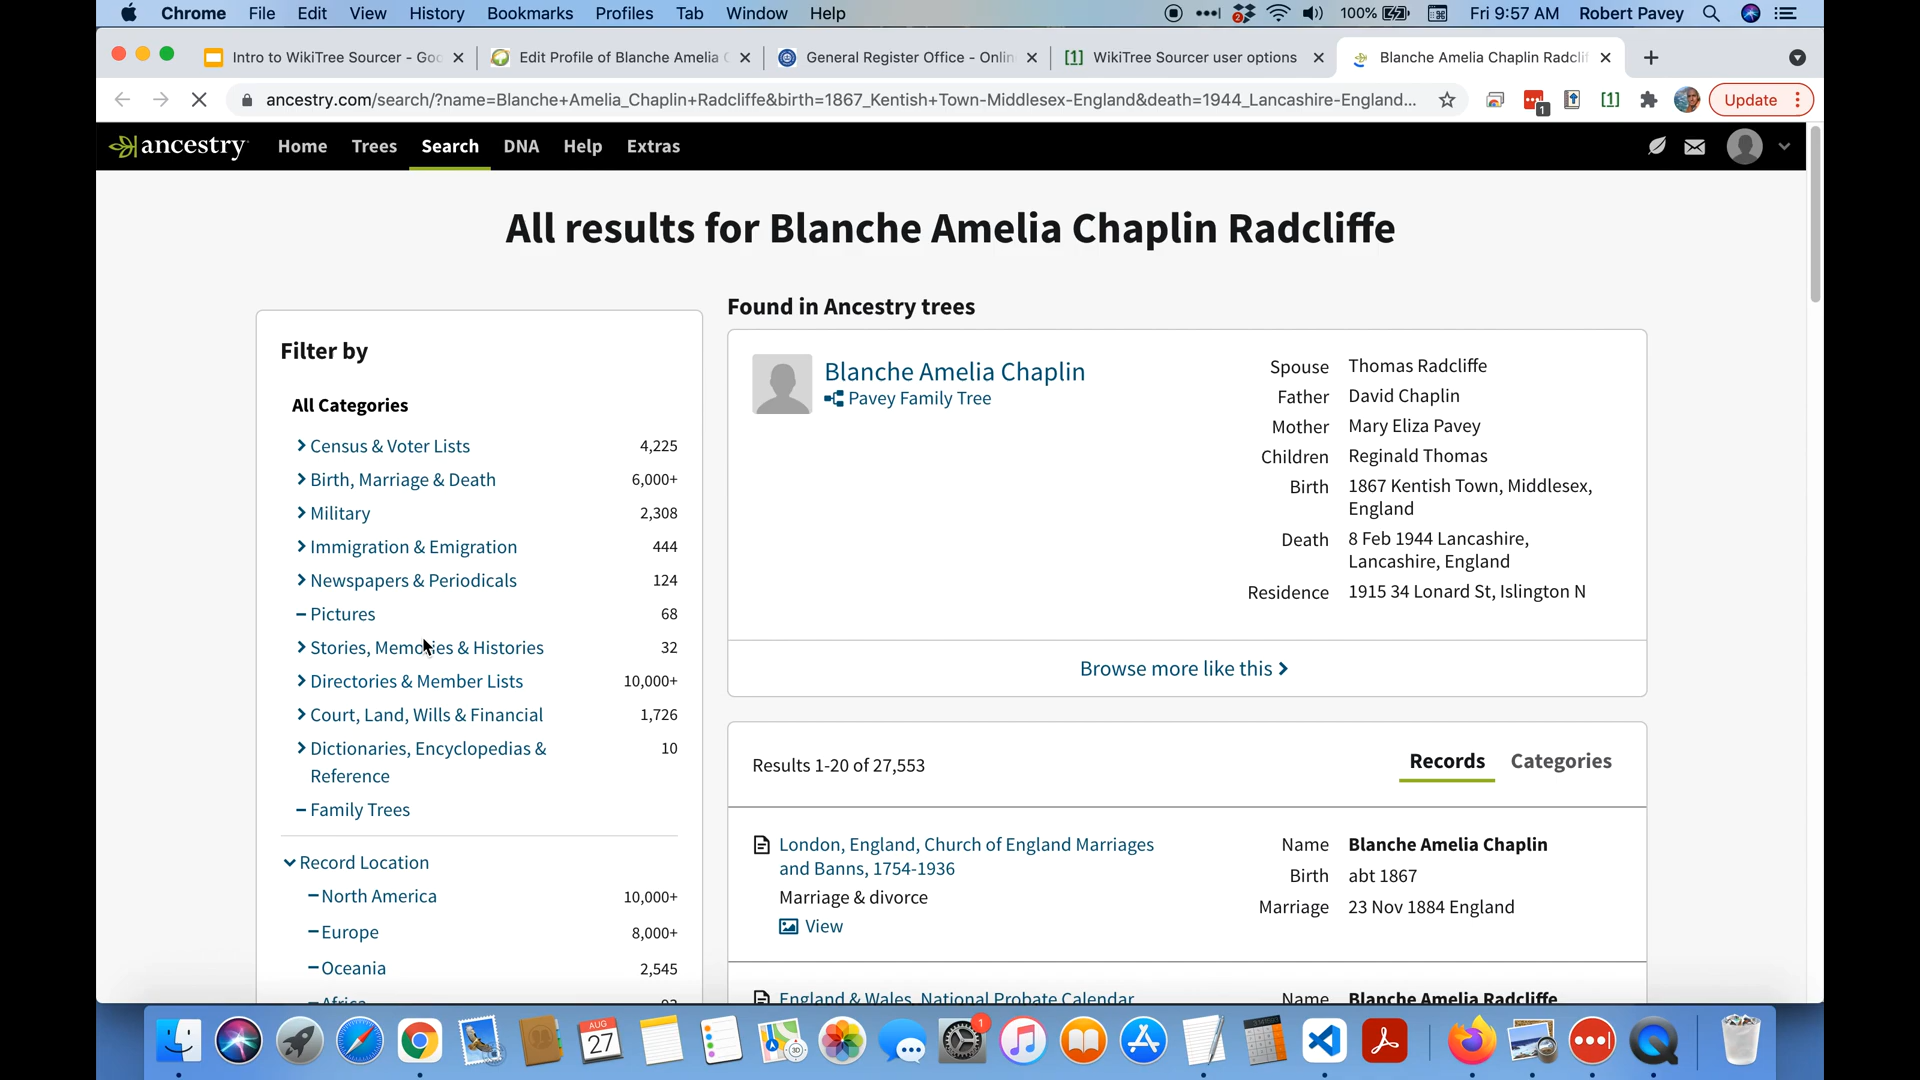 Chrome File Edit View History Bookmarks Profiles Tab Window Help 2 100% Fri 9:57 AM Robert Pavey
Intro to WikiTree Sourcer - Goo Edit Profile of Blanche Amelia C General Register Office - Onlin [1] WikiTree Sourcer user options Blanche Amelia Chaplin Radclif
ancestry.com/search/?name=Blanche+Amelia_Chaplin+Radcliffe&birth=1867_Kentish+Town-Middlesex-England&death=1944_Lancashire-England... 1 [1] Update
ancestry Home Trees Search DNA Help Extras
All results for Blanche Amelia Chaplin Radcliffe
Found in Ancestry trees
Filter by
All Categories
Census & Voter Lists 4,225
Birth, Marriage & Death 6,000+
Military 2,308
Immigration & Emigration 444
Newspapers & Periodicals 124
Pictures 68
Stories, Memories & Histories 32
Directories & Member Lists 10,000+
Court, Land, Wills & Financial 1,726
Dictionaries, Encyclopedias & 10
Reference
Family Trees
Record Location
North America 10,000+
Europe 8,000+
Oceania 2,545
Africa 93
Blanche Amelia Chaplin
Pavey Family Tree
Spouse Thomas Radcliffe
Father David Chaplin
Mother Mary Eliza Pavey
Children Reginald Thomas
Birth 1867 Kentish Town, Middlesex,
England
Death 8 Feb 1944 Lancashire,
Lancashire, England
Residence 1915 34 Lonard St, Islington N
Browse more like this
Results 1-20 of 27,553
Records Categories
London, England, Church of England Marriages
and Banns, 1754-1936
Marriage & divorce
View
Name Blanche Amelia Chaplin
Birth abt 1867
Marriage 23 Nov 1884 England
England & Wales, National Probate Calendar
Name Blanche Amelia Radcliffe
AUG
27
3D
1